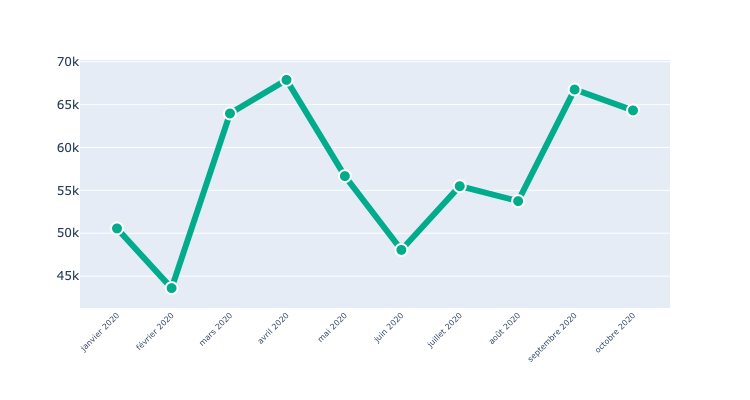 70k
65k
60k
55k
50k
45k
janvier 2020
février 2020
mars 2020
avril 2020
mai 2020
juin 2020
juillet 2020
août 2020
septembre 2020
octobre 2020